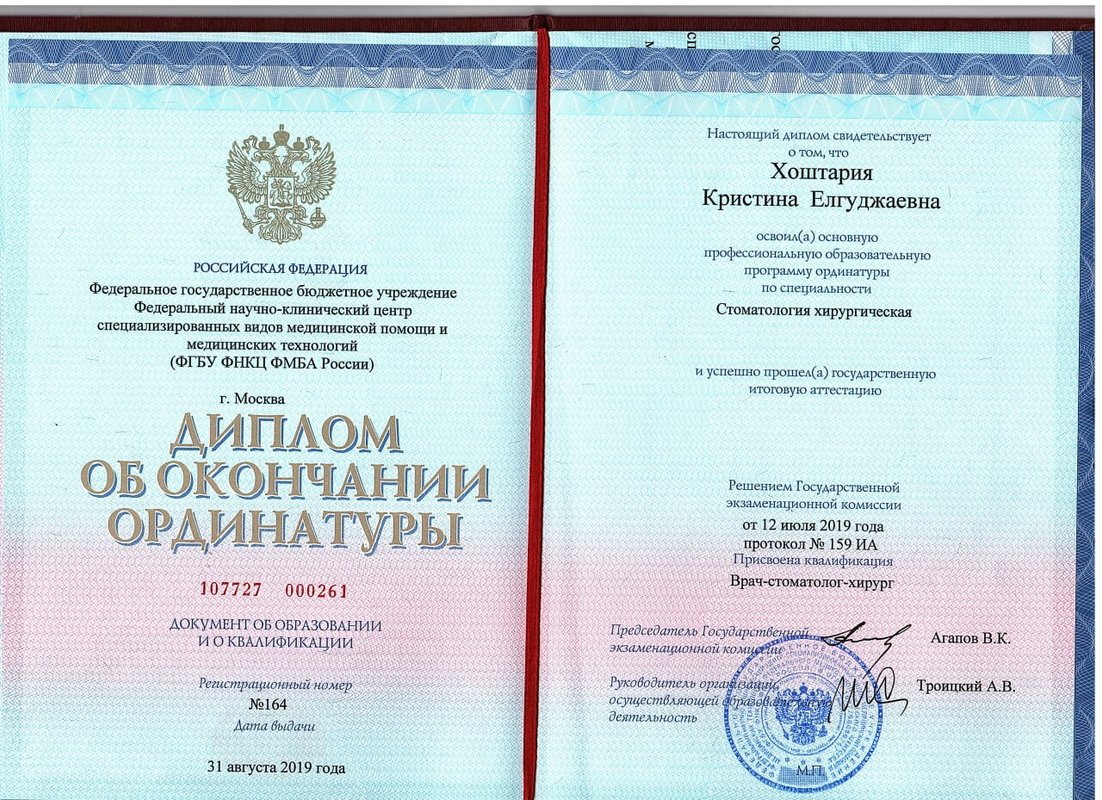 РОССИЙСКАЯ ФЕДЕРАЦИЯ
Федеральное государственное бюджетное учреждение
Федеральный научно-клинический центр
специализированных видов медицинской помощи и
медицинских технологий
(ФГБУ ФНКЦ ФМБА России)
г. Москва
ДИПЛОМ
ОБ ОКОНЧАНИИ
ОРДИНАТУРЫ
107727 000261
ДОКУМЕНТ ОБ ОБРАЗОВАНИИ
И О КВАЛИФИКАЦИИ
Регистрационный номер
№164
Дата выдачи
31 августа 2019 года
Настоящий диплом свидетельствует
о том, что
Хоштария
Кристина Елгуджаевна
освоил(а) основную
профессиональную образовательную
программу ординатуры
по специальности
Стоматология хирургическая
и успешно прошел(а) государственную
итоговую аттестацию
Решением Государственной
экзаменационной комиссии
от 12 июля 2019 года
протокол № 159 ИА
Присвоена квалификация
Врач-стоматолог-хирург
Председатель Государственной
экзаменационной комиссии
Агапов В.К.
Руководитель организации,
осуществляющей образовательную
деятельность
Троицкий А.В.
М.П.